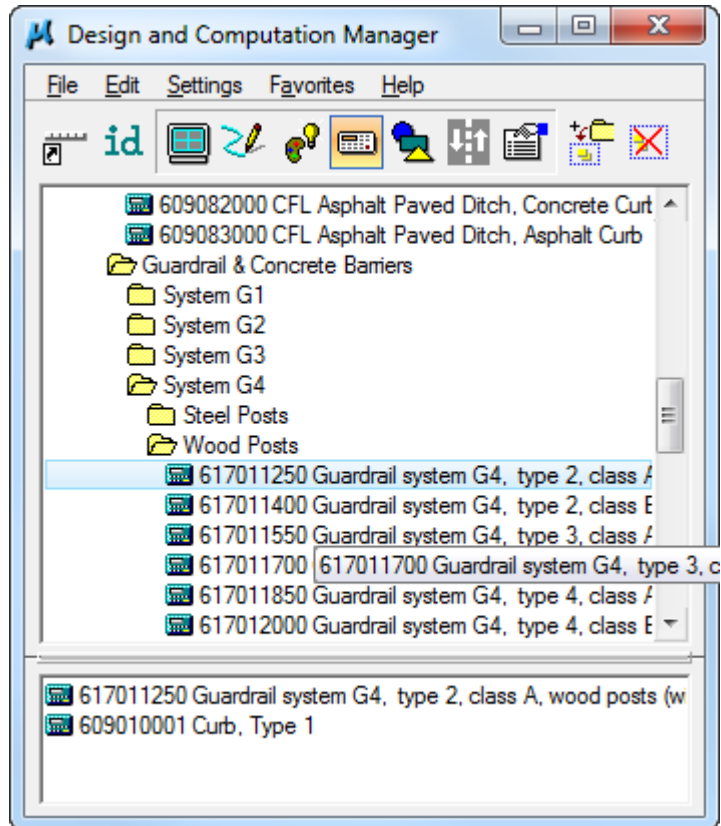 Design and Computation Manager
File Edit Settings Favorites Help
id
609082000 CFL Asphalt Paved Ditch, Concrete Curt
609083000 CFL Asphalt Paved Ditch, Asphalt Curb
Guardrail & Concrete Barriers
System G1
System G2
System G3
System G4
Steel Posts
Wood Posts
617011250 Guardrail system G4, type 2, class A
617011400 Guardrail system G4, type 2, class E
617011550 Guardrail system G4, type 3, class A
617011700 617011700 Guardrail system G4, type 3, c
617011850 Guardrail system G4, type 4, class A
617012000 Guardrail system G4, type 4, class E
617011250 Guardrail system G4, type 2, class A, wood posts (w
609010001 Curb, Type 1